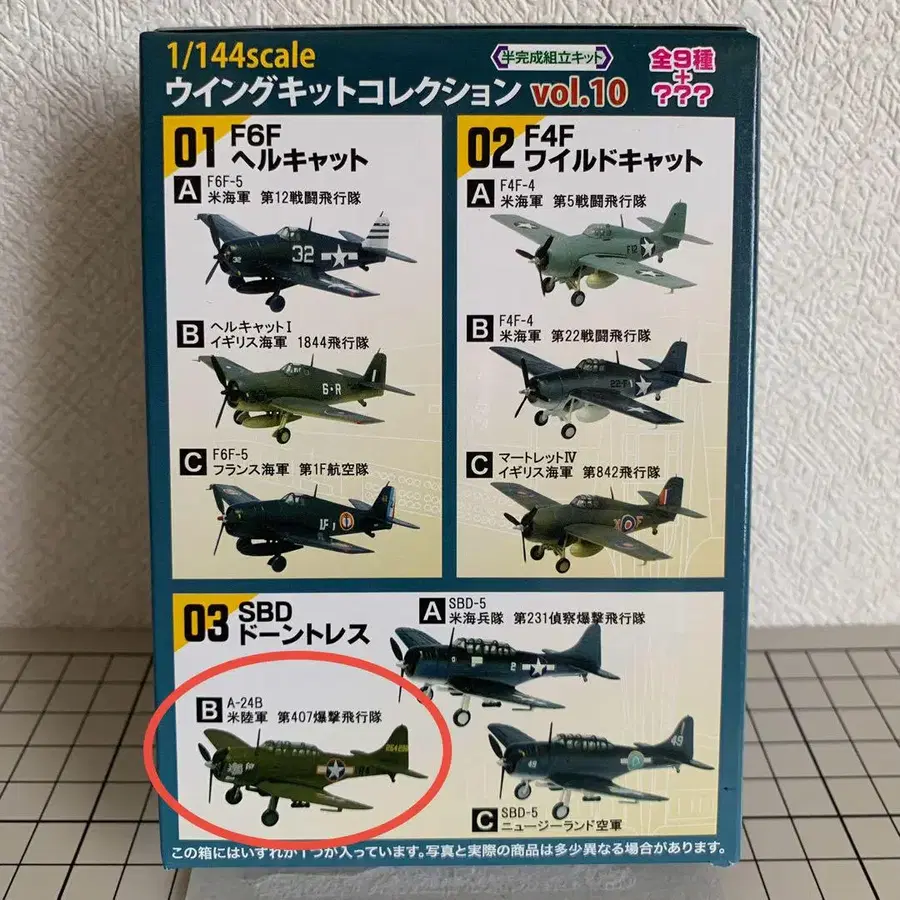 1/144scale
半完成組立キット
全9種
+
???
ウイングキットコレクション vol.10
01 F6F
ヘルキャット
A F6F-5
米海軍 第12戦闘飛行隊
32
32
B ヘルキャットI
イギリス海軍 1844飛行隊
6·R
C F6F-5
フランス海軍 第1F航空隊
1F 1
02 F4F
ワイルドキャット
A F4F-4
米海軍 第5戦闘飛行隊
F12
B F4F-4
米海軍 第22戦闘飛行隊
22-F-1
C マートレットIV
イギリス海軍 第842飛行隊
03 SBD
ドーントレス
A SBD-5
米海兵隊 第231偵察爆撃飛行隊
2
B A-24B
米陸軍 第407爆撃飛行隊
49
49
C SBD-5
ニュージーランド空軍
この箱にはいずれか1つが入っています。写真と実際の商品は多少異なる場合があります。